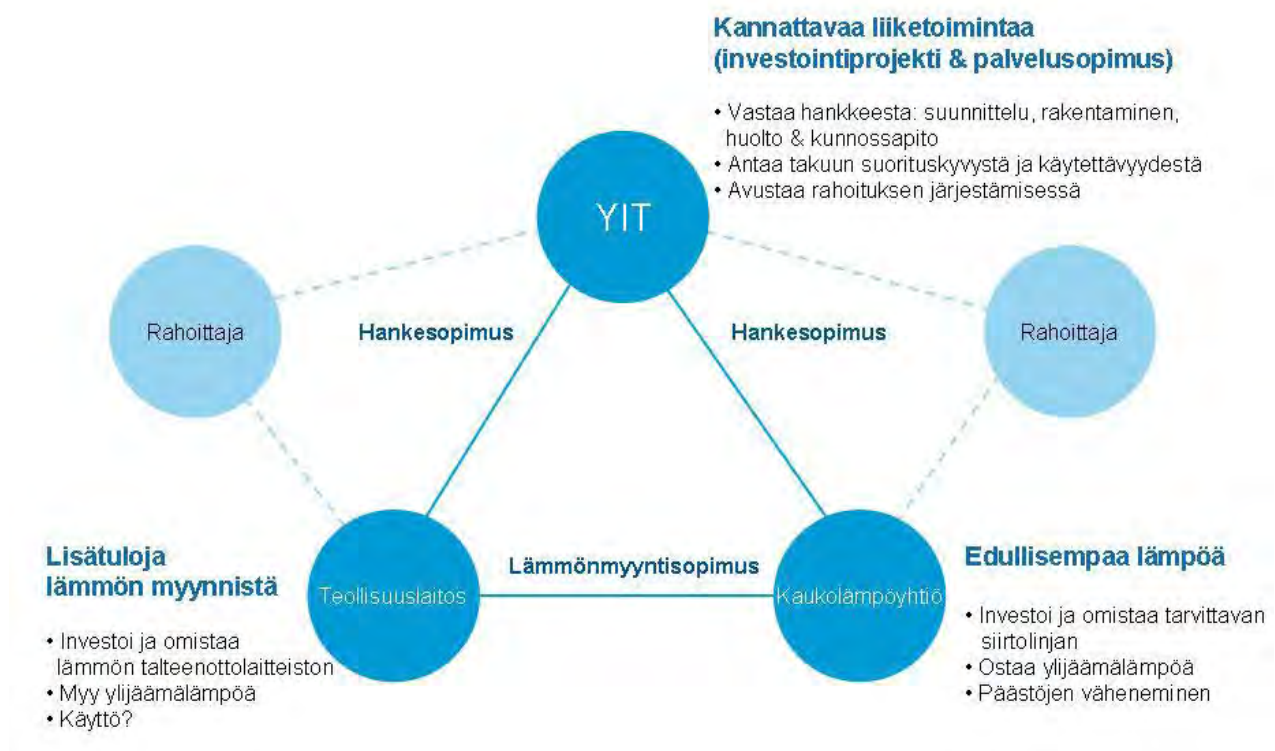 Kannattavaa liiketoimintaa
(investointiprojekti & palvelusopimus)
• Vastaa hankkeesta: suunnittelu, rakentaminen,
huolto & kunnossapito
• Antaa takuun suorituskyvystä ja käytettävyydestä
• Avustaa rahoituksen järjestämisessä
YIT
Rahoittaja
Hankesopimus
Hankesopimus
Rahoittaja
Lisätuloja
lämmön myynnistä
• Investoi ja omistaa
lämmön talteenottolaitteiston
• Myy ylijäämälämpöä
• Käyttö?
Teollisuuslaitos
Lämmönmyyntisopimus
Kaukolämpöyhtiö
Edullisempaa lämpöä
• Investoi ja omistaa tarvittavan
siirtolinjan
• Ostaa ylijäämälämpöä
• Päästöjen väheneminen